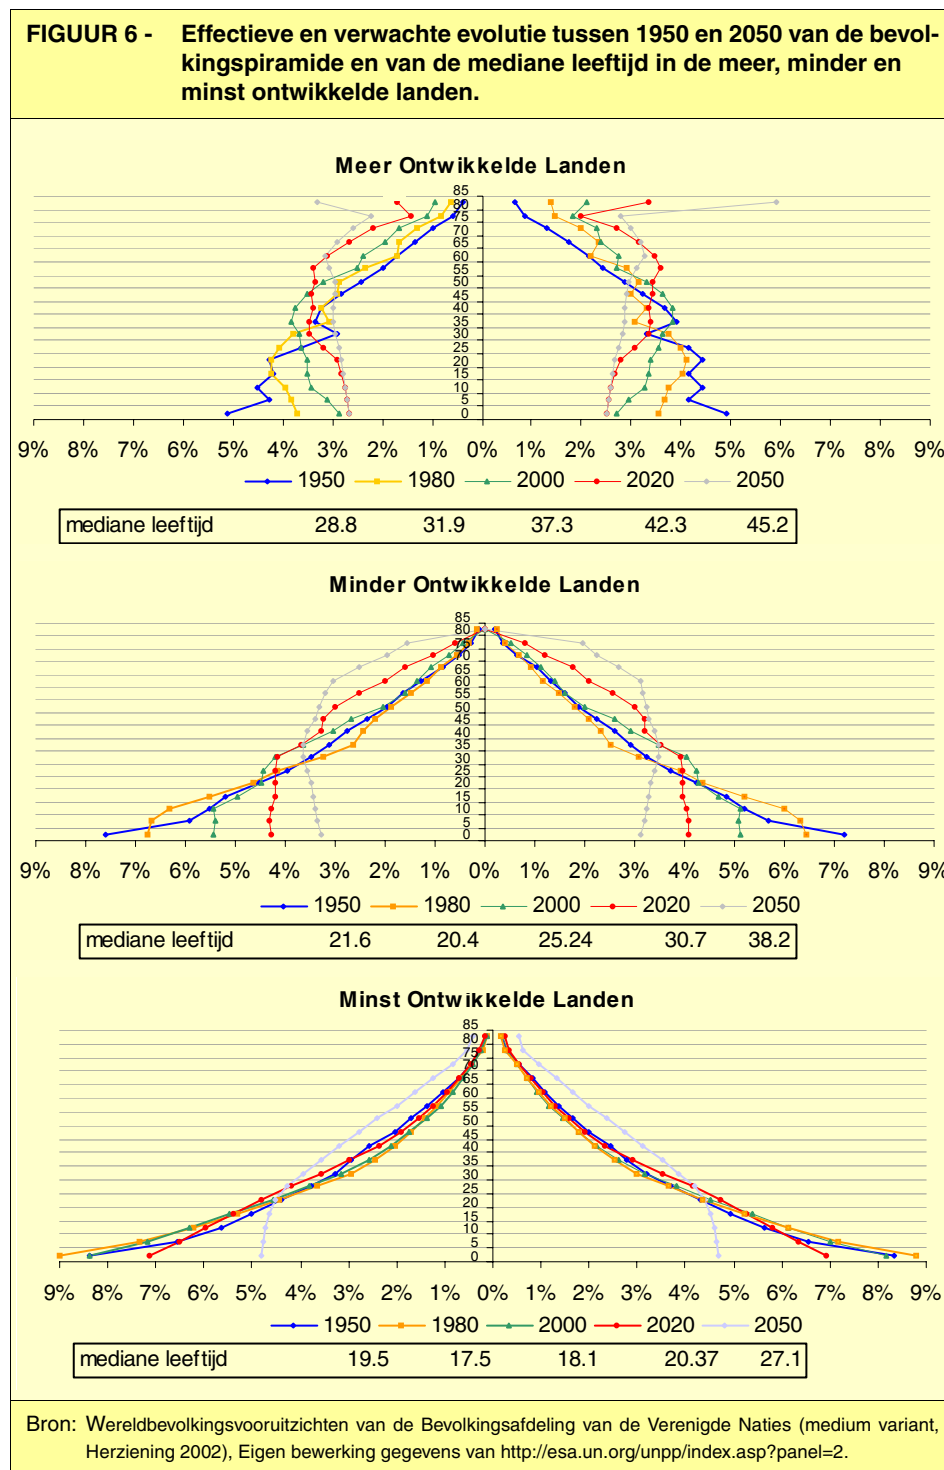 FIGUUR 6 - Effectieve en verwachte evolutie tussen 1950 en 2050 van de bevol-
kingspiramide en van de mediane leeftijd in de meer, minder en
minst ontwikkelde landen.
Meer Ontwikkelde Landen
85
75
65
55
45
35
25
15
5
0
9% 8% 7% 6% 5% 4% 3% 2% 1% 0% 1% 2% 3% 4% 5% 6% 7% 8% 9%
1950 1980 2000 2020 2050
mediane leeftijd 28.8 31.9 37.3 42.3 45.2
Minder Ontwikkelde Landen
85
80
70
65
60
55
50
45
40
35
30
25
20
15
10
5
0
9% 8% 7% 6% 5% 4% 3% 2% 1% 0% 1% 2% 3% 4% 5% 6% 7% 8% 9%
1950 1980 2000 2020 2050
mediane leeftijd 21.6 20.4 25.24 30.7 38.2
Minst Ontwikkelde Landen
85
80
75
70
65
60
55
50
45
40
35
30
25
20
15
10
5
0
9% 8% 7% 6% 5% 4% 3% 2% 1% 0% 1% 2% 3% 4% 5% 6% 7% 8% 9%
1950 1980 2000 2020 2050
mediane leeftijd 19.5 17.5 18.1 20.37 27.1
Bron: Wereldbevolkingsvooruitzichten van de Bevolkingsafdeling van de Verenigde Naties (medium variant,
Herziening 2002), Eigen bewerking gegevens van http://esa.un.org/unpp/index.asp?panel=2.